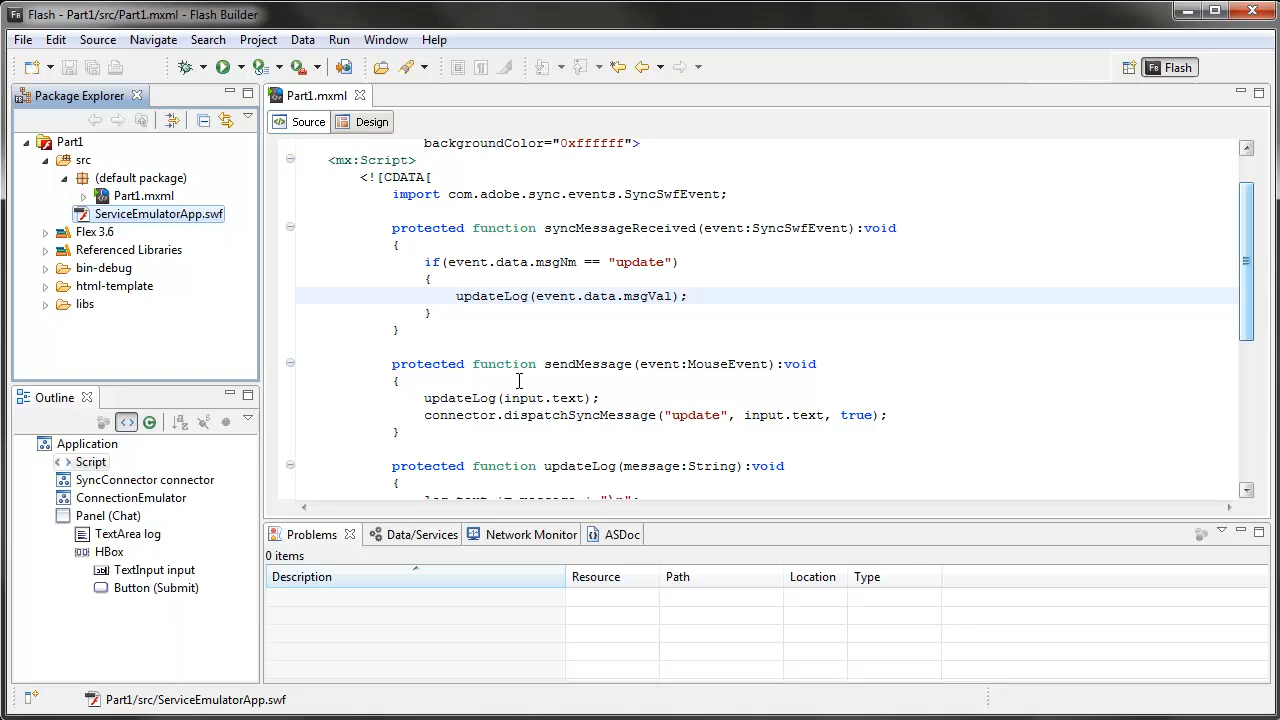 Flash - Part1/src/Part1.mxml - Flash Builder
File Edit Source Navigate Search Project Data Run Window Help
Flash
Package Explorer
Part1
src
(default package)
Part1.mxml
ServiceEmulatorApp.swf
Flex 3.6
Referenced Libraries
bin-debug
html-template
libs
Outline
Application
Script
SyncConnector connector
ConnectionEmulator
Panel (Chat)
TextArea log
HBox
TextInput input
Button (Submit)
Part1.mxml
Source Design
backgroundColor="0xffffff">
<mx:Script>
<![CDATA[
import com.adobe.sync.events.SyncSwfEvent;
protected function syncMessageReceived(event:SyncSwfEvent):void
{
if(event.data.msgNm == "update")
{
updateLog(event.data.msgVal);
}
}
protected function sendMessage(event:MouseEvent):void
{
updateLog(input.text);
connector.dispatchSyncMessage("update", input.text, true);
}
protected function updateLog(message:String):void
{
log.text += message + "\n";
Problems Data/Services Network Monitor ASDoc
0 items
Description Resource Path Location Type
Part1/src/ServiceEmulatorApp.swf